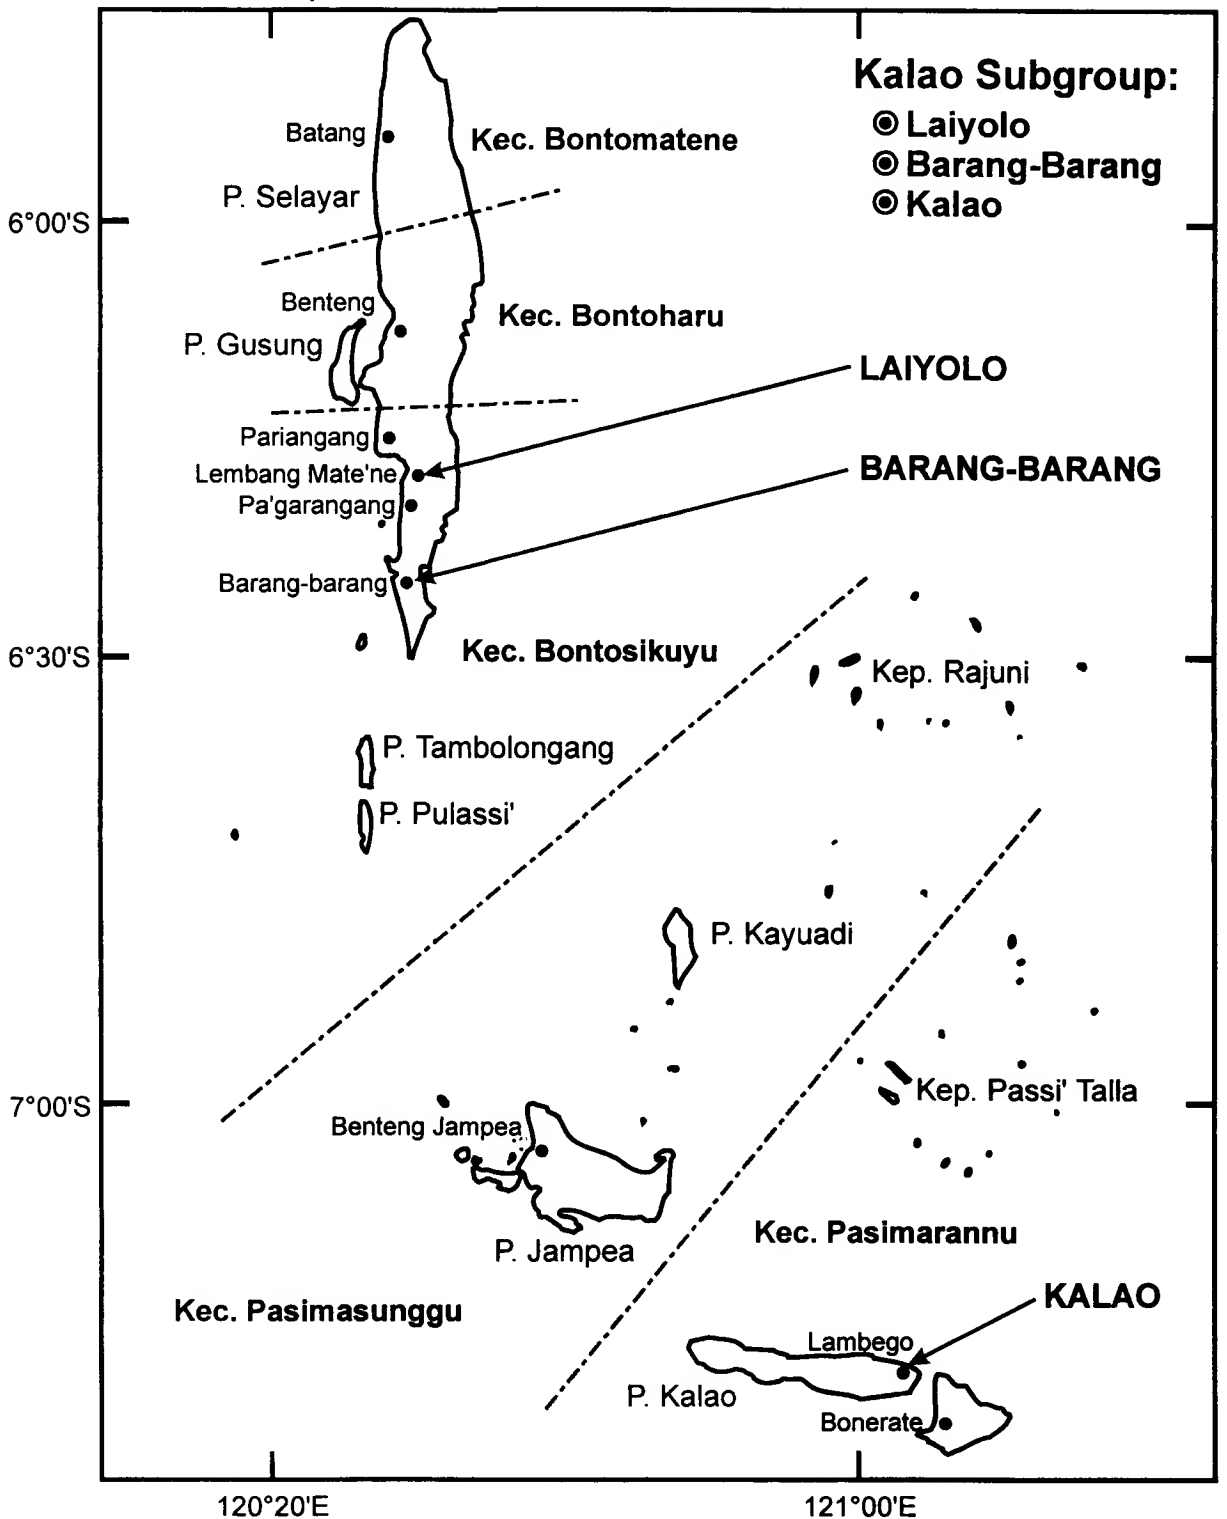 Kalao Subgroup:
Laiyolo
Barang-Barang
Kalao
Batang
Kec. Bontomatene
P. Selayar
6°00'S
Benteng
Kec. Bontoharu
P. Gusung
LAIYOLO
Pariangang
Lembang Mate'ne
BARANG-BARANG
Pa'garangang
Barang-barang
6°30'S
Kec. Bontosikuyu
Kep. Rajuni
P. Tambolongang
P. Pulassi'
P. Kayuadi
7°00'S
Kep. Passi' Talla
Benteng Jampea
Kec. Pasimarannu
P. Jampea
KALAO
Kec. Pasimasunggu
Lambego
P. Kalao
Bonerate
120°20'E
121°00'E